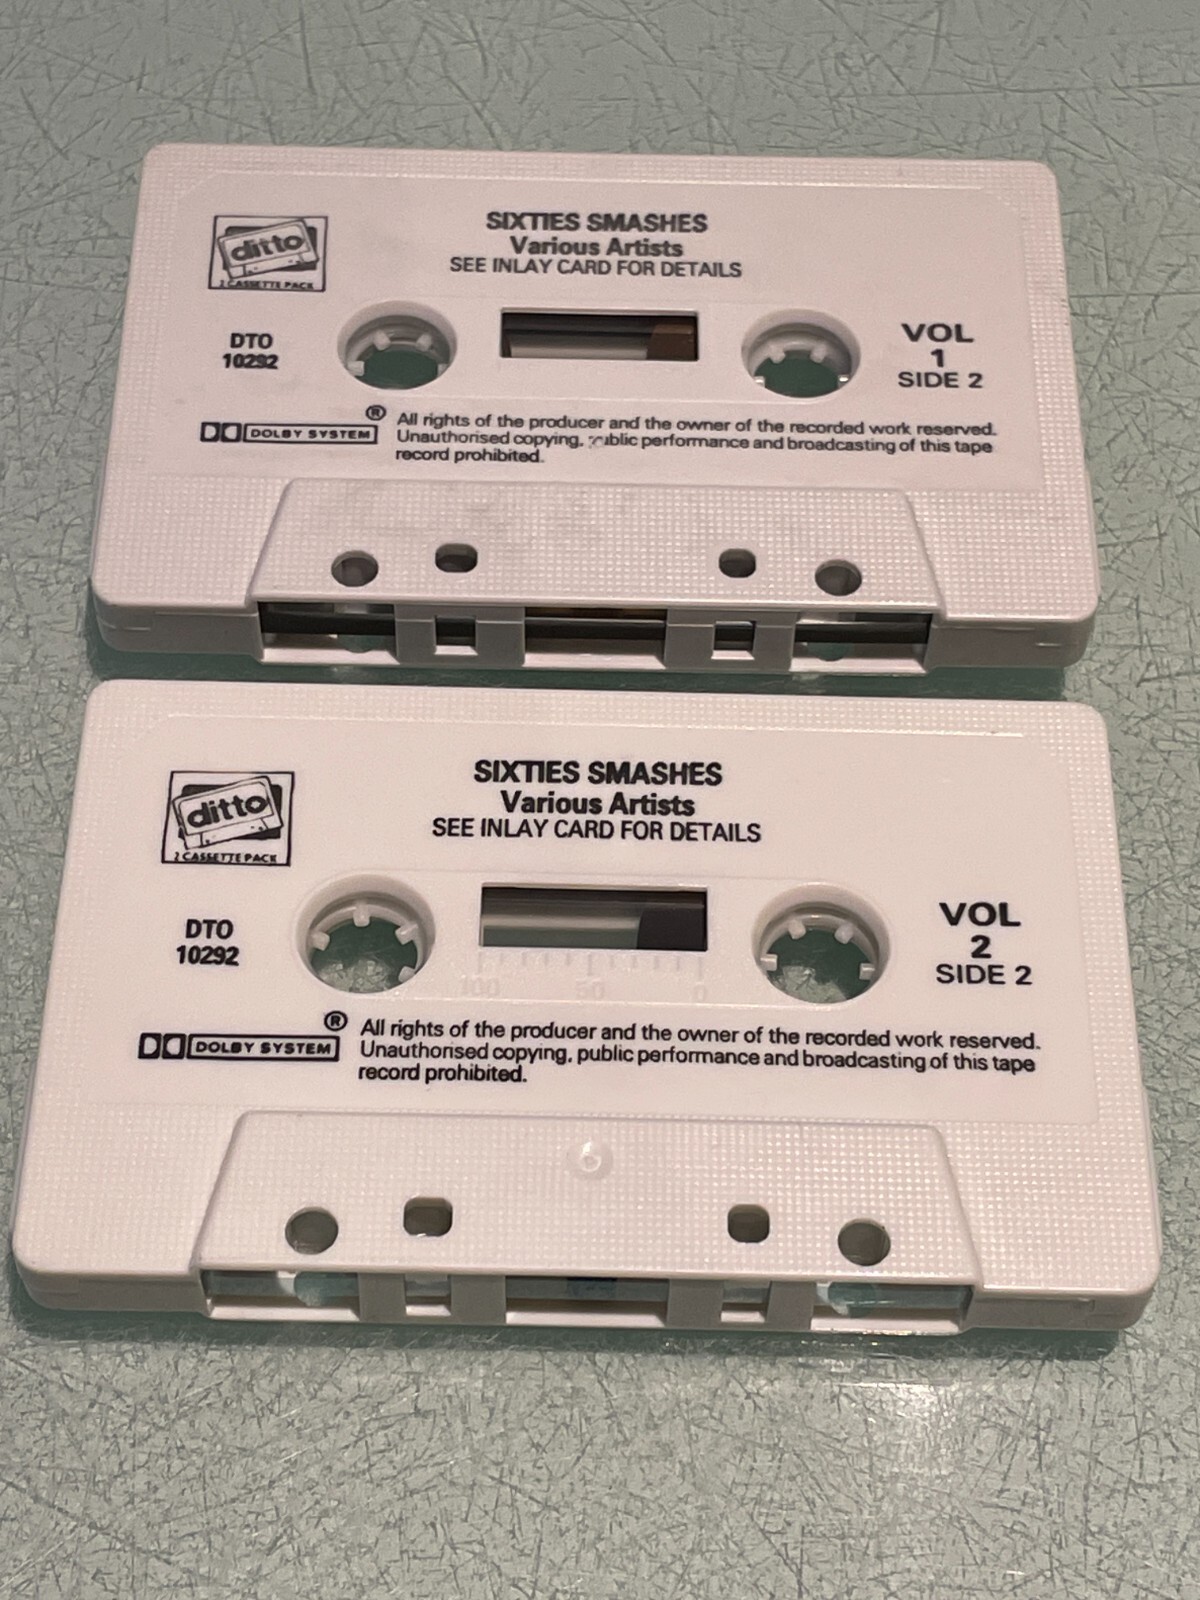 SIXTIES SMASHES
Various Artists
SEE INLAY CARD FOR DETAILS
ditto
2 CASSETTE PACK
DTO
10292
VOL
1
SIDE 2
®
DOLBY SYSTEM
All rights of the producer and the owner of the recorded work reserved.
Unauthorised copying, public performance and broadcasting of this tape
record prohibited.
SIXTIES SMASHES
Various Artists
SEE INLAY CARD FOR DETAILS
ditto
2 CASSETTE PACK
DTO
10292
100 50 0
VOL
2
SIDE 2
®
DOLBY SYSTEM
All rights of the producer and the owner of the recorded work reserved.
Unauthorised copying, public performance and broadcasting of this tape
record prohibited.
6